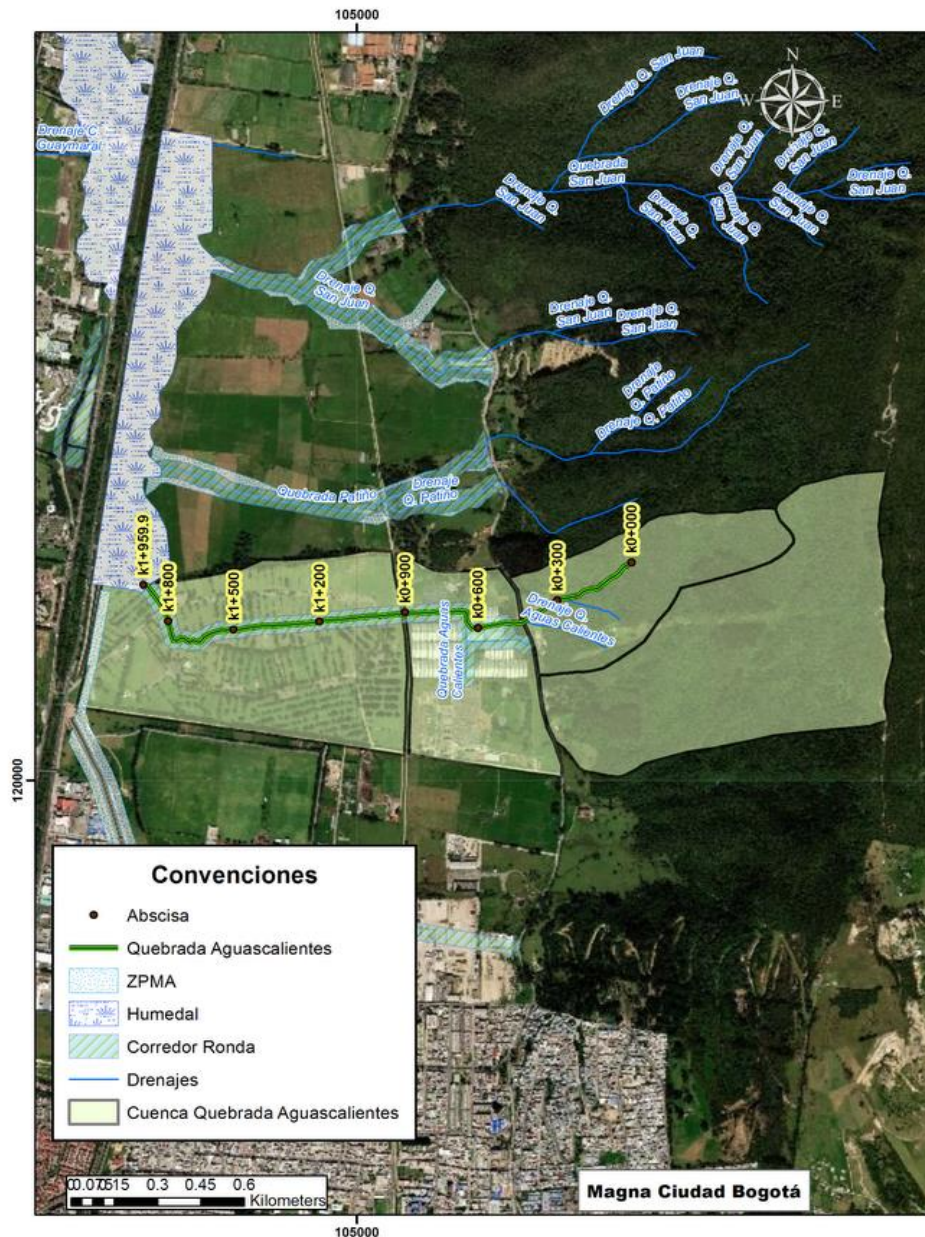 105000
N
W
E
S
Drenaje Q. San Juan
Drenaje Q.
San Juan
Drenaje C.
Guaymaral
Quebrada
San Juan
Drenaje Q.
San Juan
Drenaje Q.
San Juan
Drenaje Q.
San Juan
Drenaje Q.
San Juan
Drenaje Q.
San Juan
Drenaje Q.
San Juan
Drenaje Q.
San Juan
Drenaje Q.
San Juan
Drenaje Q.
San Juan
Drenaje Q.
San Juan
Drenaje Q.
San Juan
Drenaje
Q. Patiño
Drenaje Q. Patiño
Quebrada Patiño
Drenaje
Q. Patiño
k1+959.9
k1+800
k1+500
k1+200
k0+900
k0+600
k0+300
k0+000
Drenaje Q.
Aguas Calientes
Quebrada Aguas
Calientes
120000
Convenciones
Abscisa
Quebrada Aguascalientes
ZPMA
Humedal
Corredor Ronda
Drenajes
Cuenca Quebrada Aguascalientes
0 0.075 0.15 0.3 0.45 0.6
Kilometers
Magna Ciudad Bogotá
105000